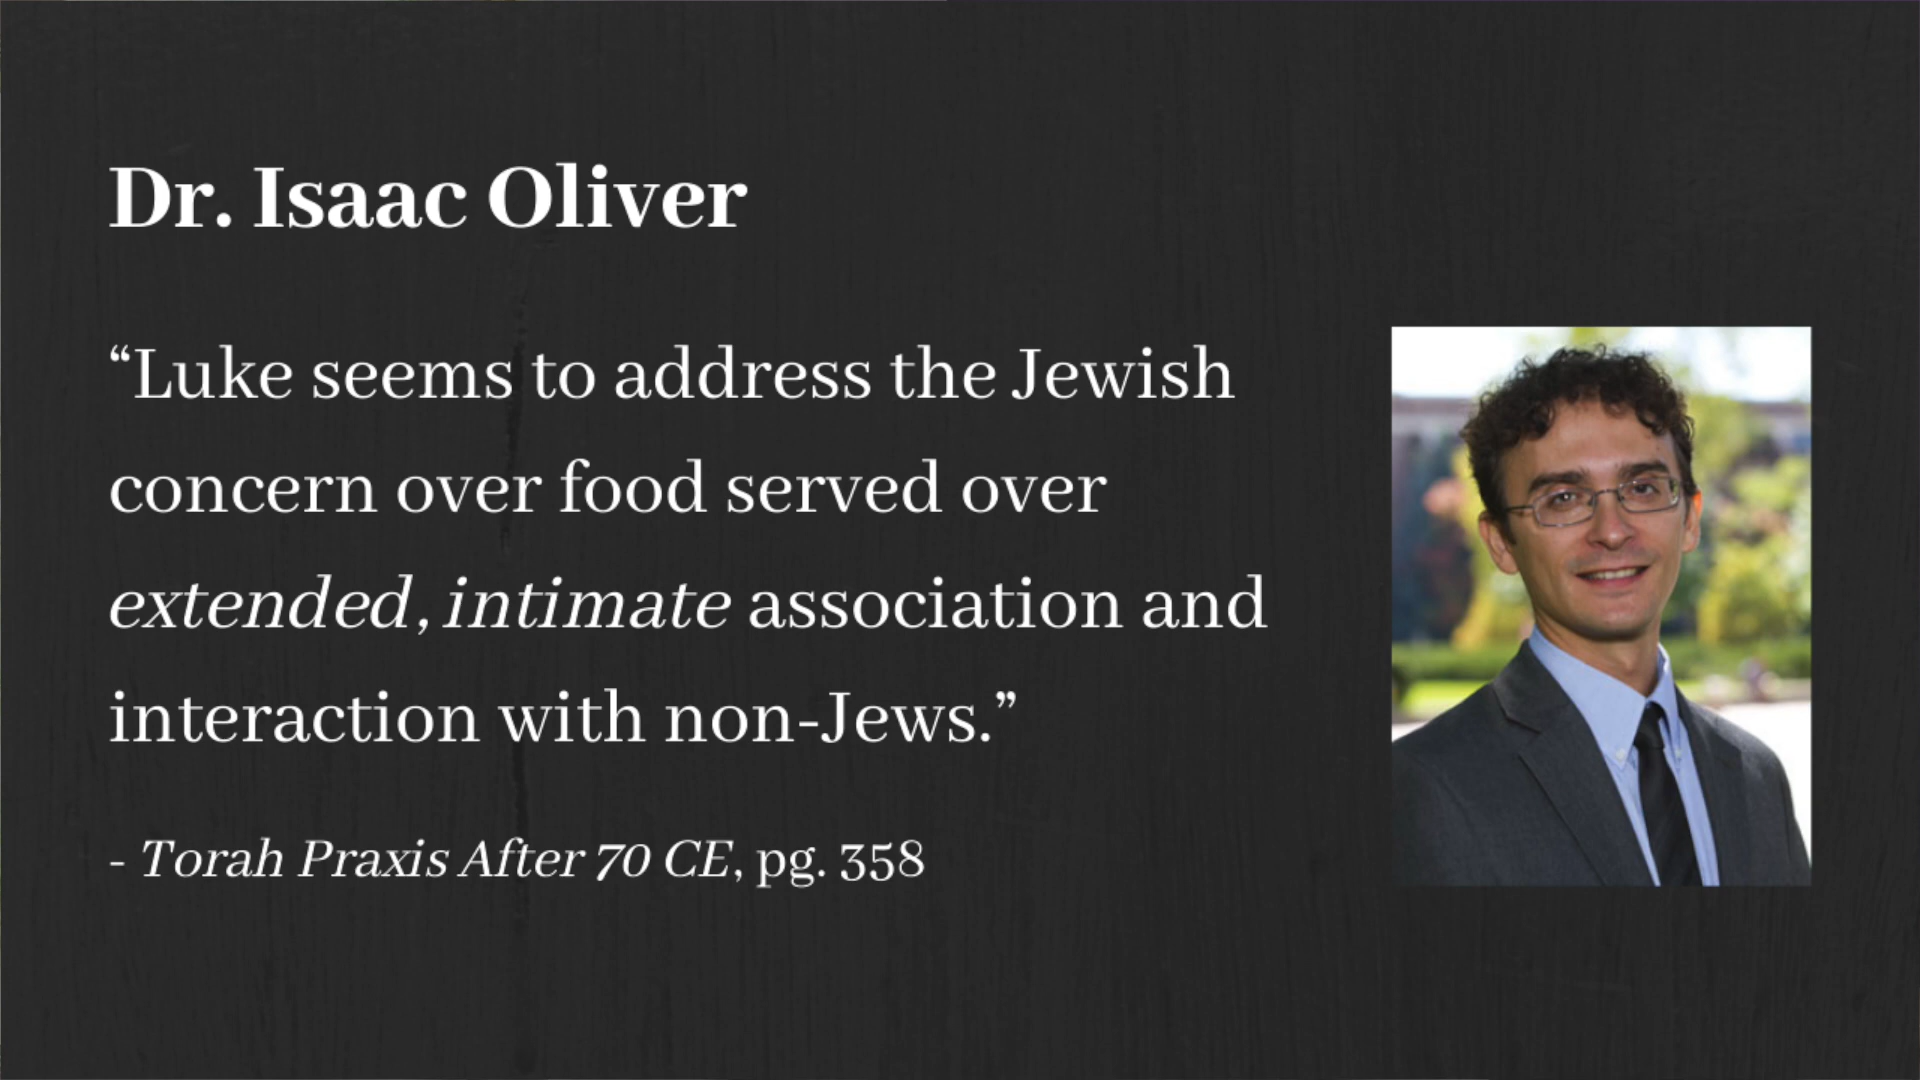 Dr. Isaac Oliver
“Luke seems to address the Jewish
concern over food served over
extended, intimate association and
interaction with non-Jews.”
- Torah Praxis After 70 CE, pg. 358